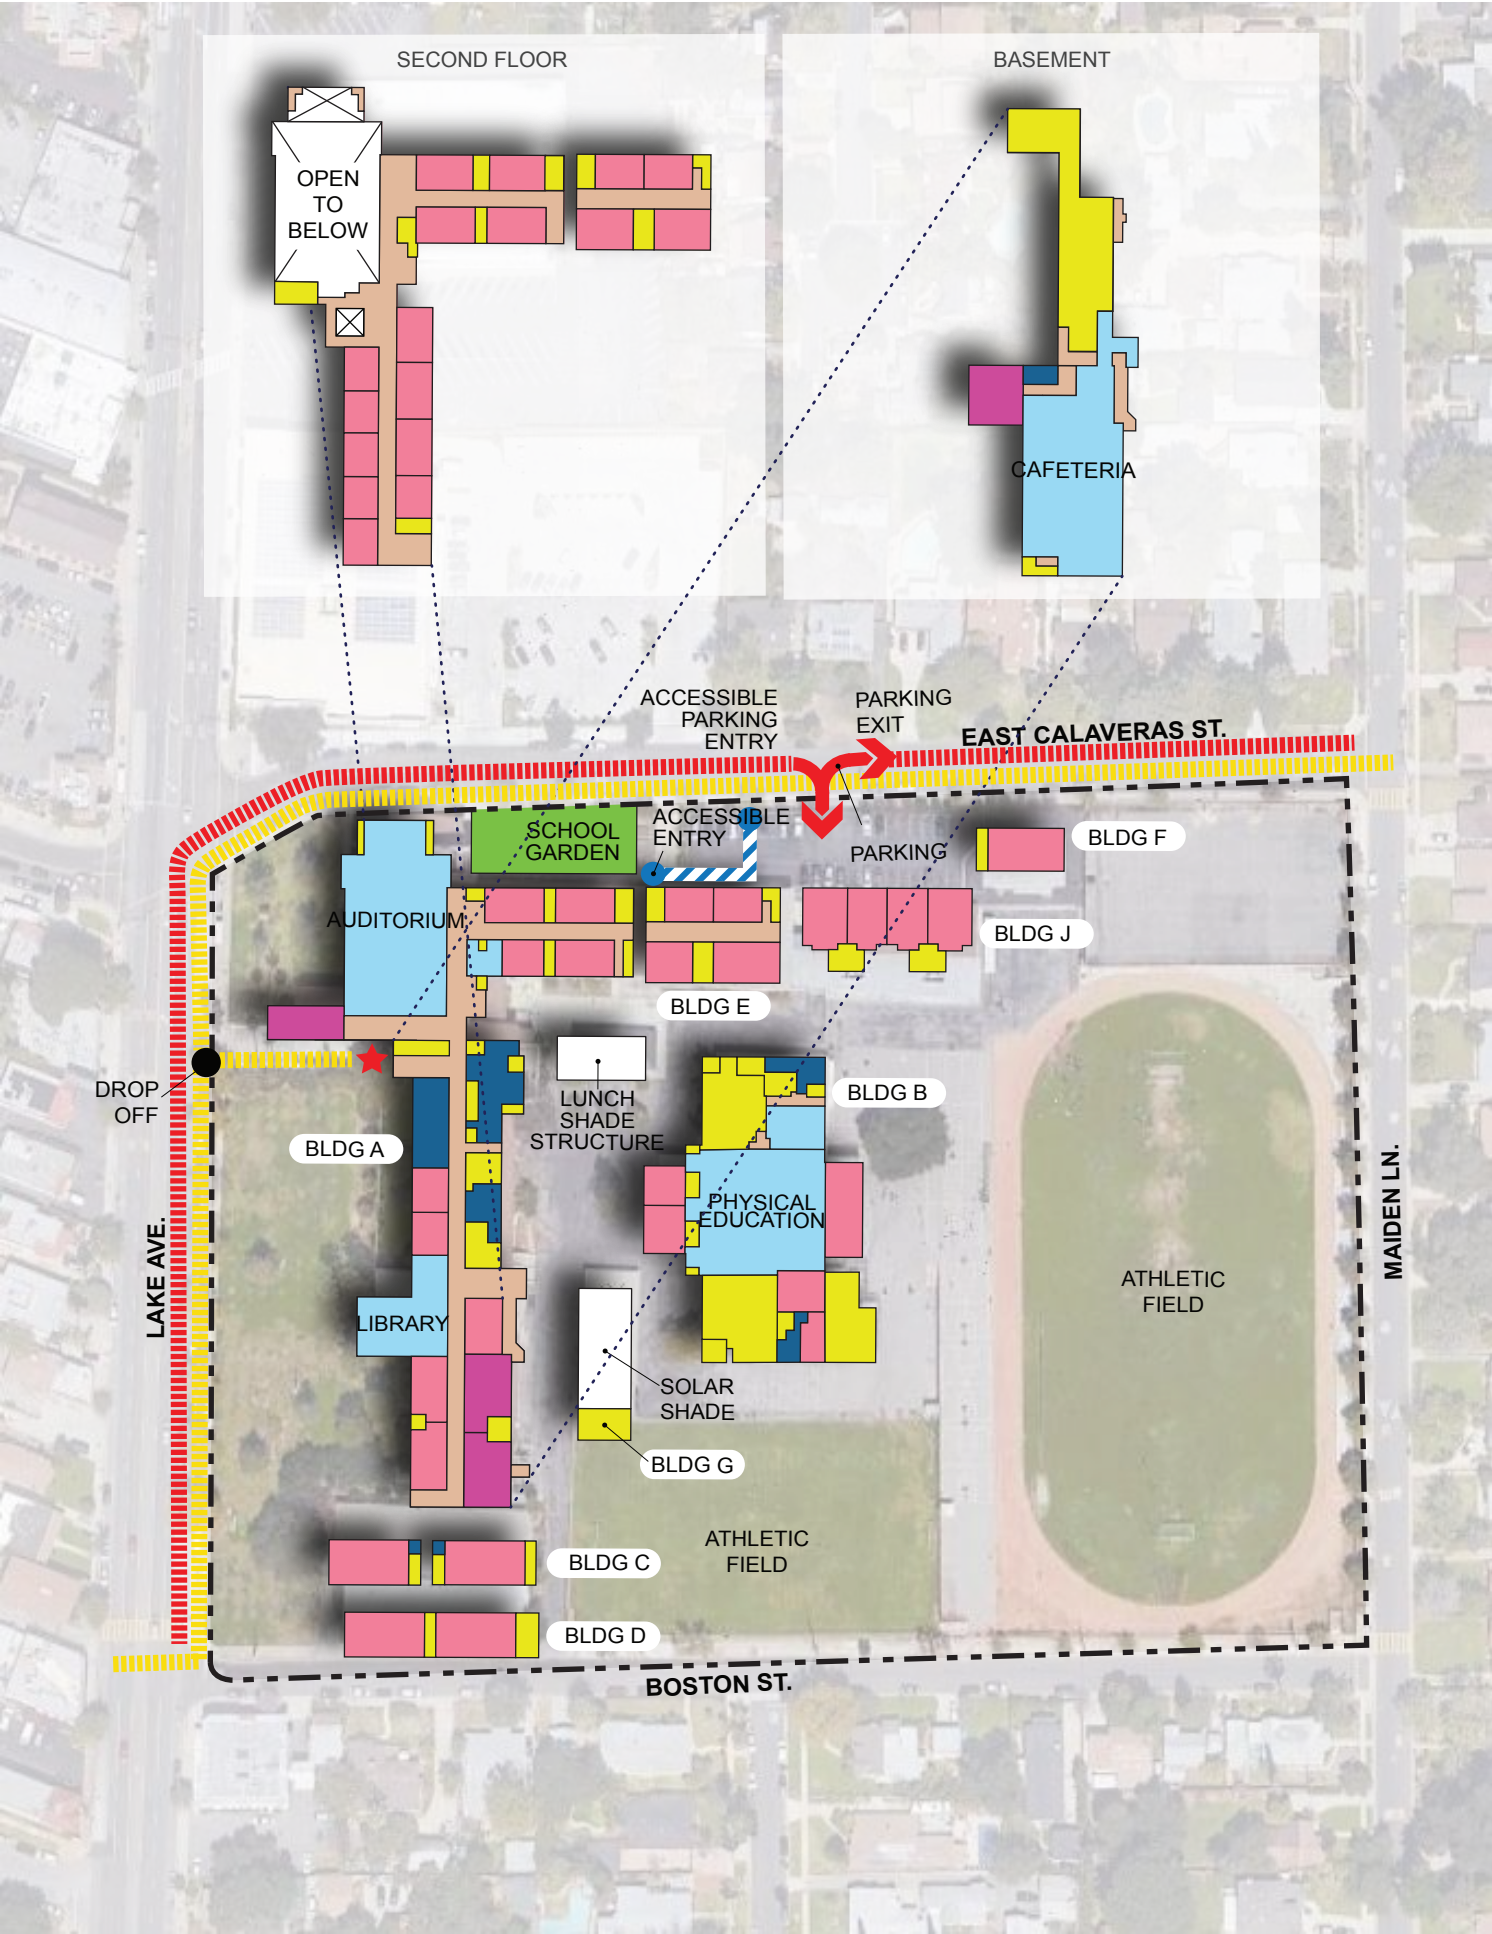 SECOND FLOOR
BASEMENT
OPEN
TO
BELOW
CAFETERIA
ACCESSIBLE
PARKING
ENTRY
PARKING
EXIT
EAST CALAVERAS ST.
SCHOOL
GARDEN
ACCESSIBLE
ENTRY
PARKING
BLDG F
AUDITORIUM
BLDG J
BLDG E
DROP
OFF
LUNCH
SHADE
STRUCTURE
BLDG B
BLDG A
PHYSICAL
EDUCATION
LAKE AVE.
MAIDEN LN.
ATHLETIC
FIELD
LIBRARY
SOLAR
SHADE
BLDG G
ATHLETIC
FIELD
BLDG C
BLDG D
BOSTON ST.